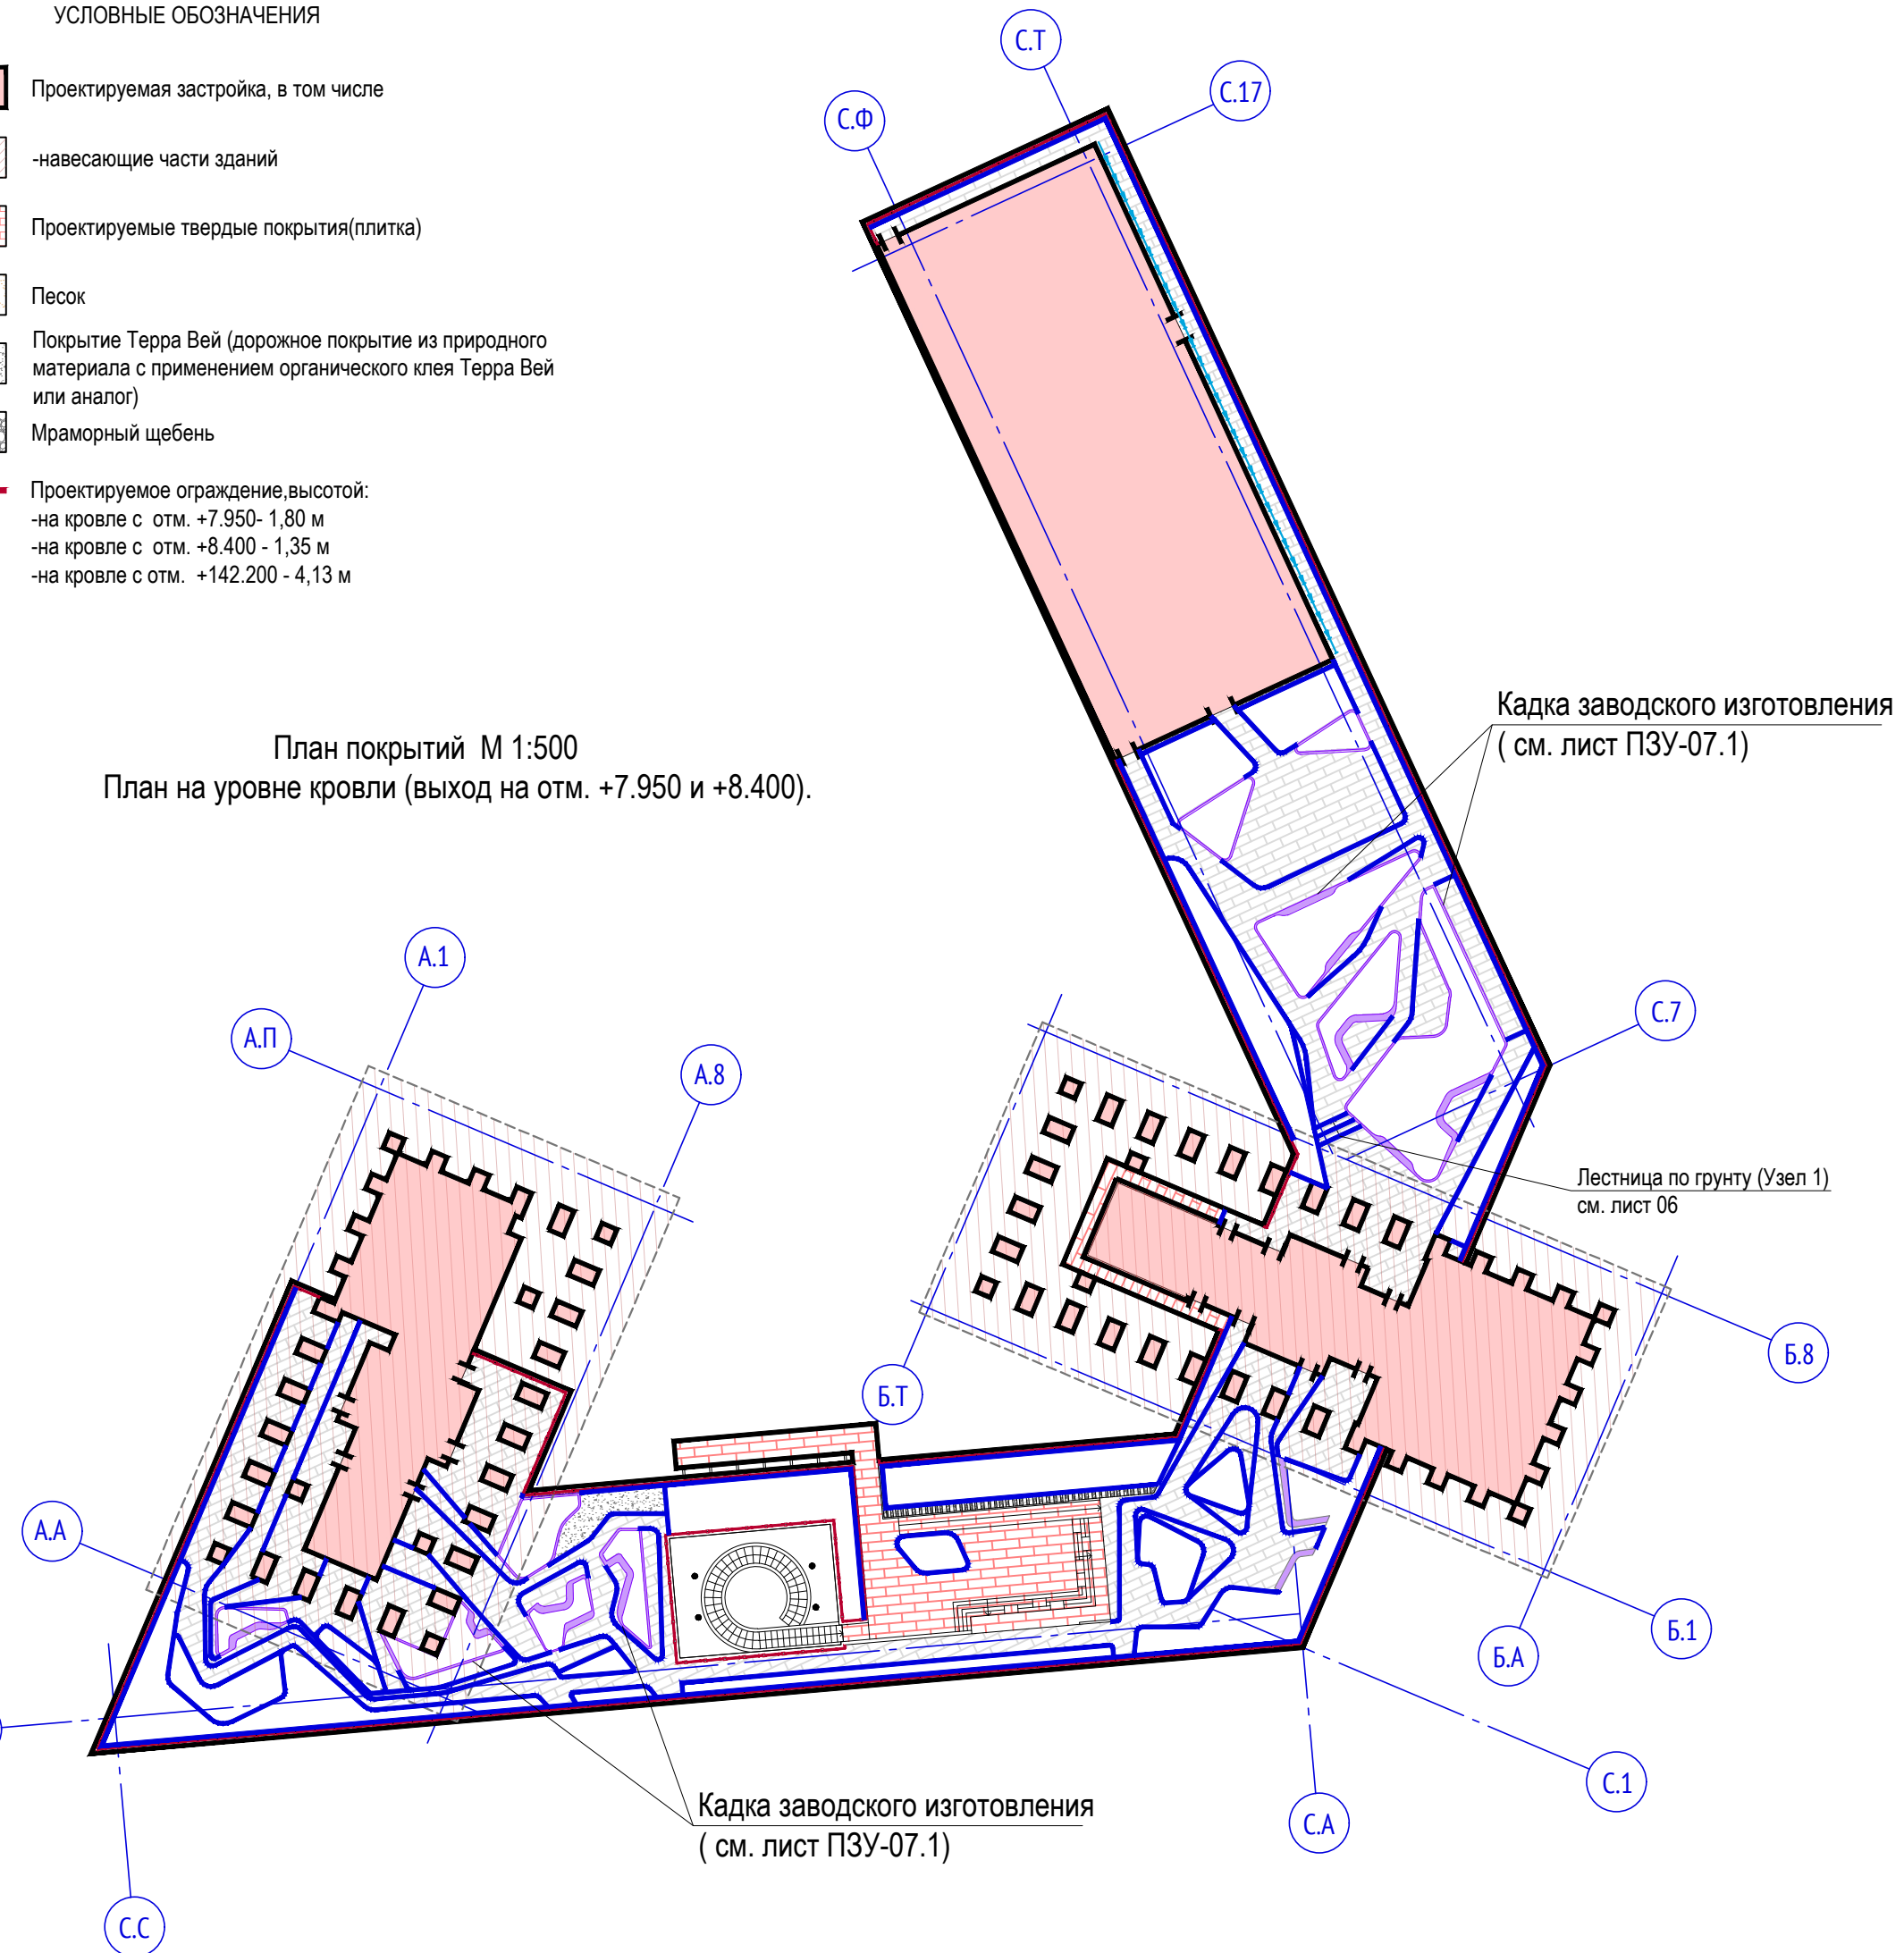 УСЛОВНЫЕ ОБОЗНАЧЕНИЯ
Проектируемая застройка, в том числе
-навесающие части зданий
Проектируемые твердые покрытия(плитка)
Песок
Покрытие Терра Вей (дорожное покрытие из природного
материала с применением органического клея Терра Вей
или аналог)
Мраморный щебень
Проектируемое ограждение,высотой:
-на кровле с отм. +7.950- 1,80 м
-на кровле с отм. +8.400 - 1,35 м
-на кровле с отм. +142.200 - 4,13 м
План покрытий М 1:500
План на уровне кровли (выход на отм. +7.950 и +8.400).
С.Т
С.17
С.Ф
Кадка заводского изготовления
( см. лист ПЗУ-07.1)
А.1
А.П
А.8
С.7
Лестница по грунту (Узел 1)
см. лист 06
Б.8
Б.Т
А.А
Б.1
Б.А
С.1
Кадка заводского изготовления
( см. лист ПЗУ-07.1)
С.А
С.С